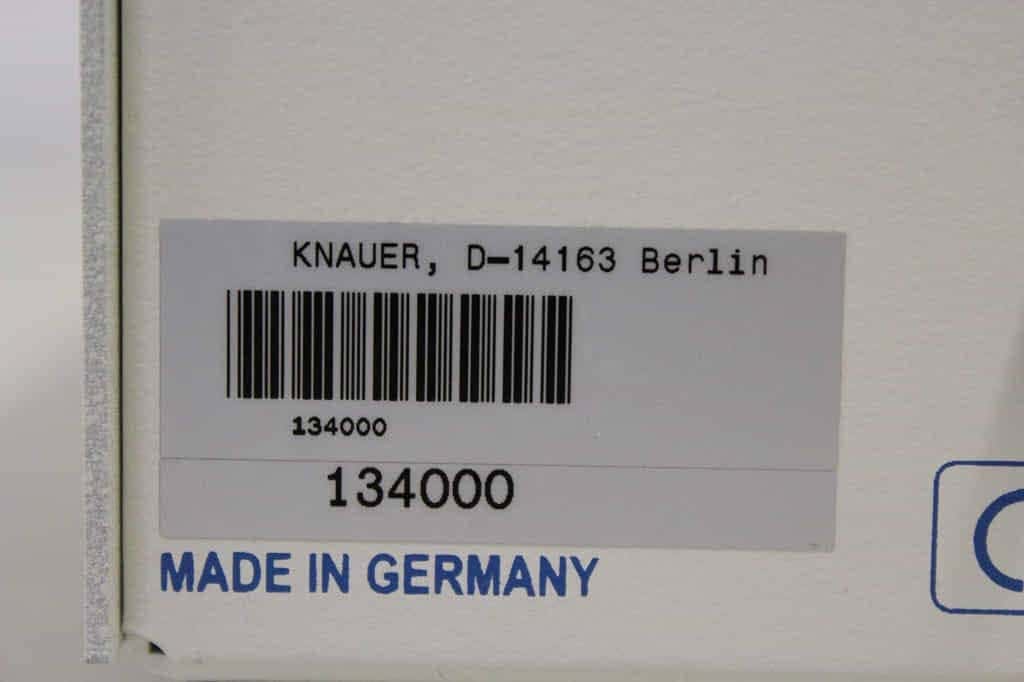 KNAUER, D-14163 Berlin
134000
134000
MADE IN GERMANY